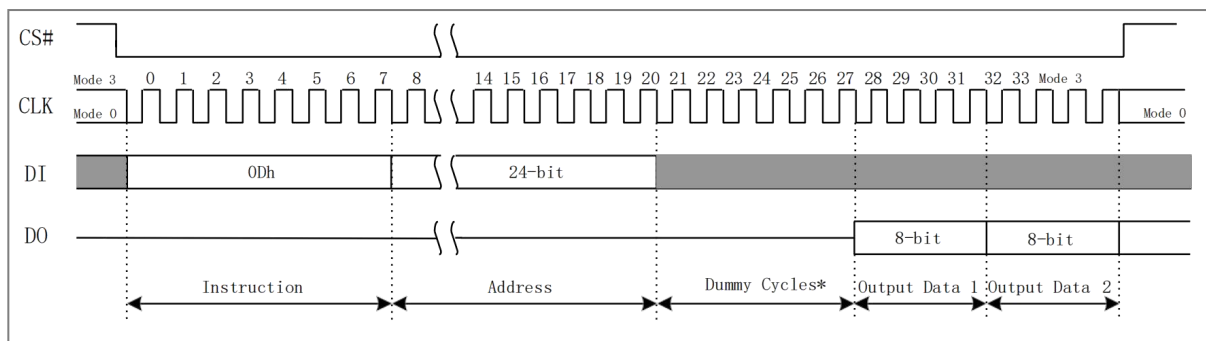 CS#
Mode 3 0 1 2 3 4 5 6 7 8 14 15 16 17 18 19 20 21 22 23 24 25 26 27 28 29 30 31 32 33 Mode 3
CLK
Mode 0 Mode 0
DI 0Dh 24-bit
DO 8-bit 8-bit
Instruction Address Dummy Cycles* Output Data 1 Output Data 2